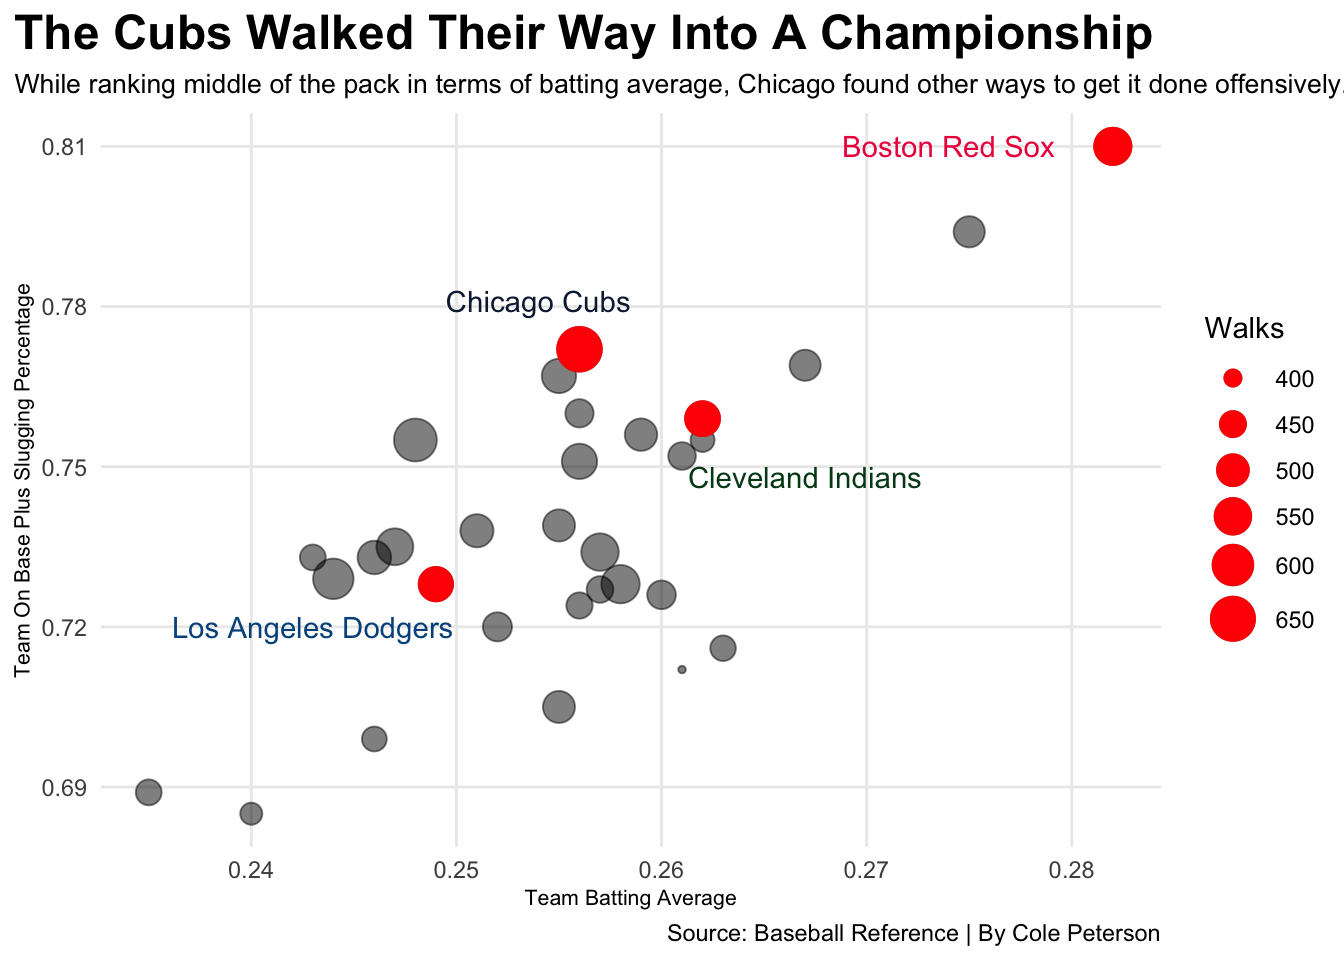 The Cubs Walked Their Way Into A Championship
While ranking middle of the pack in terms of batting average, Chicago found other ways to get it done offensively.
Team On Base Plus Slugging Percentage
0.81
0.78
0.75
0.72
0.69
Boston Red Sox
Chicago Cubs
Cleveland Indians
Los Angeles Dodgers
0.24
0.25
0.26
0.27
0.28
Team Batting Average
Walks
400
450
500
550
600
650
Source: Baseball Reference | By Cole Peterson